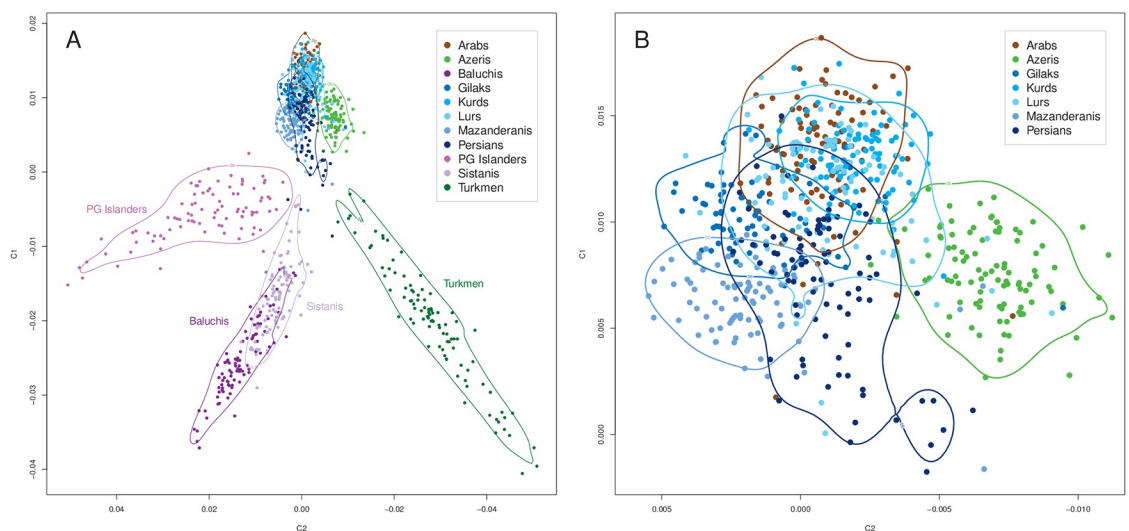 A
Arabs
Azeris
Baluchis
Gilaks
Kurds
Lurs
Mazanderanis
Persians
PG Islanders
Sistanis
Turkmen
PG Islanders
Turkmen
Sistanis
Baluchis
0.02
0.01
0.00
−0.01
−0.02
−0.03
−0.04
C1
0.04
0.02
0.00
−0.02
−0.04
C2
B
Arabs
Azeris
Gilaks
Kurds
Lurs
Mazanderanis
Persians
0.015
0.010
0.005
0.000
C1
0.005
0.000
−0.005
−0.010
C2